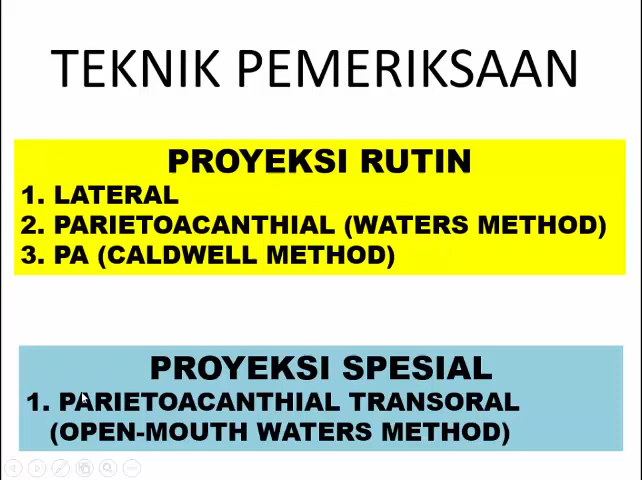 TEKNIK PEMERIKSAAN
PROYEKSI RUTIN
1. LATERAL
2. PARIETOACANTHIAL (WATERS METHOD)
3. PA (CALDWELL METHOD)
PROYEKSI SPESIAL
1. PARIETOACANTHIAL TRANSORAL
(OPEN-MOUTH WATERS METHOD)